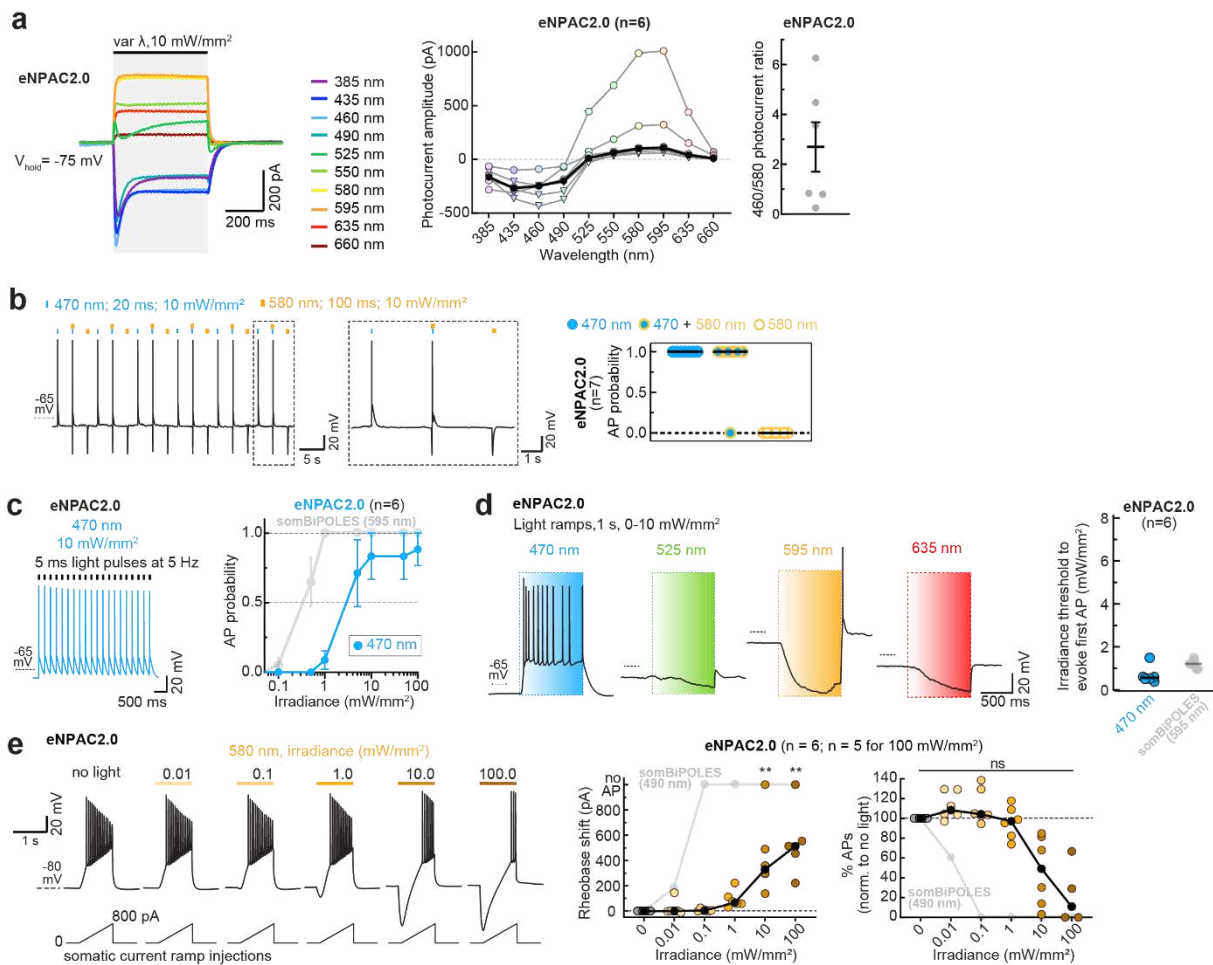 a
var λ,10 mW/mm²
eNPAC2.0
V_hold = -75 mV
200 pA
200 ms
385 nm
435 nm
460 nm
490 nm
525 nm
550 nm
580 nm
595 nm
635 nm
660 nm
eNPAC2.0 (n=6)
Photocurrent amplitude (pA)
1000
500
0
-500
385 435 460 490 525 550 580 595 635 660
Wavelength (nm)
eNPAC2.0
460/580 photocurrent ratio
6
4
2
0
b
470 nm; 20 ms; 10 mW/mm²
580 nm; 100 ms; 10 mW/mm²
-65
mV
20 mV
5 s
20 mV
1 s
470 nm 470 + 580 nm 580 nm
eNPAC2.0
(n=7)
AP probability
1.0
0.0
c
eNPAC2.0
470 nm
10 mW/mm²
5 ms light pulses at 5 Hz
-65
mV
20 mV
500 ms
eNPAC2.0 (n=6)
somBiPOLES (595 nm)
AP probability
1.0
0.5
0.0
470 nm
0.1 1 10 100
Irradiance (mW/mm²)
d
eNPAC2.0
Light ramps,1 s, 0-10 mW/mm²
470 nm
525 nm
595 nm
635 nm
-65
mV
20 mV
500 ms
eNPAC2.0
(n=6)
Irradiance threshold to
evoke first AP (mW/mm²)
8
6
4
2
0
470 nm
somBiPOLES
(595 nm)
e
eNPAC2.0
580 nm, irradiance (mW/mm²)
no light 0.01 0.1 1.0 10.0 100.0
20 mV
1 s
-80
mV
800 pA
0
somatic current ramp injections
eNPAC2.0 (n = 6; n = 5 for 100 mW/mm²)
Rheobase shift (pA)
no
AP
800
600
400
200
0
somBiPOLES
(490 nm)
** **
0 0.01 0.1 1 10 100
Irradiance (mW/mm²)
ns
% APs
(norm. to no light)
140
120
100
80
60
40
20
0
somBiPOLES
(490 nm)
0 0.01 0.1 1 10 100
Irradiance (mW/mm²)